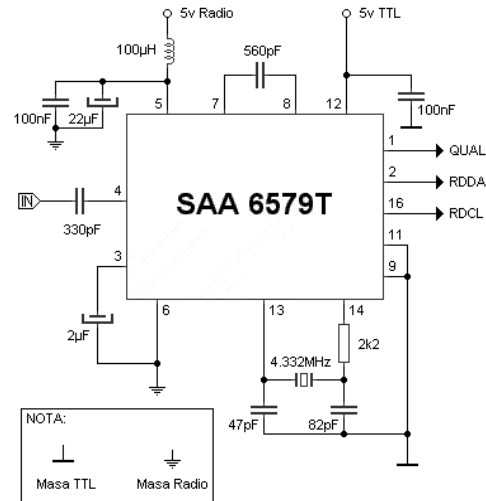 5v Radio
5v TTL
100µH
560pF
100nF
22µF
5
7
8
12
100nF
1
QUAL
2
RDDA
16
RDCL
IN
4
330pF
SAA 6579T
3
11
9
2µF
6
13
14
2k2
4.332MHz
47pF
82pF
NOTA:
Masa TTL
Masa Radio